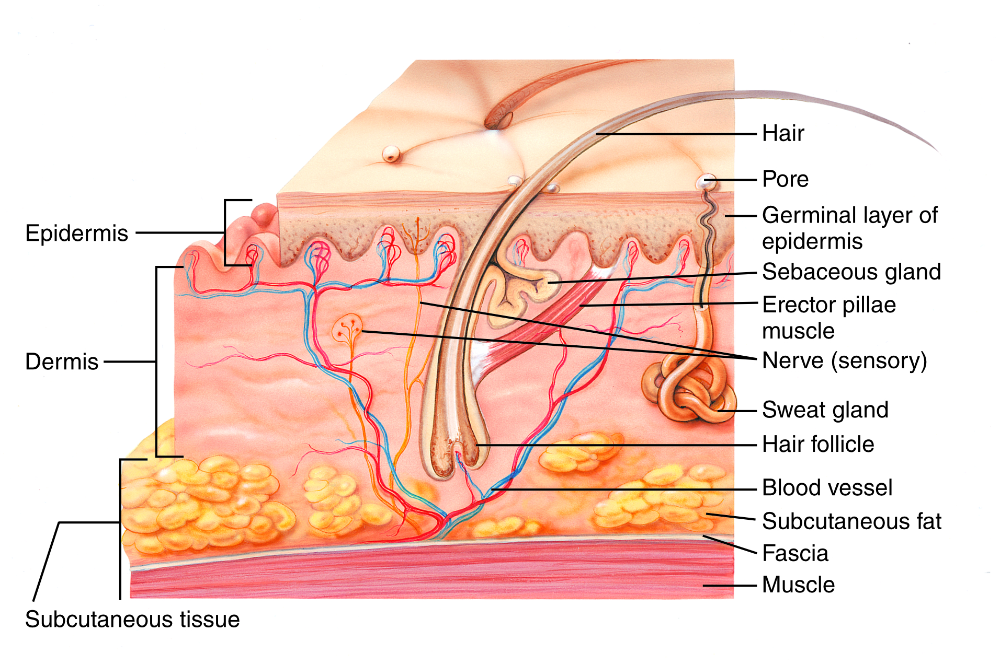 Hair
Pore
Germinal layer of
epidermis
Epidermis
Sebaceous gland
Erector pillae
muscle
Dermis
Nerve (sensory)
Sweat gland
Hair follicle
Blood vessel
Subcutaneous fat
Fascia
Muscle
Subcutaneous tissue